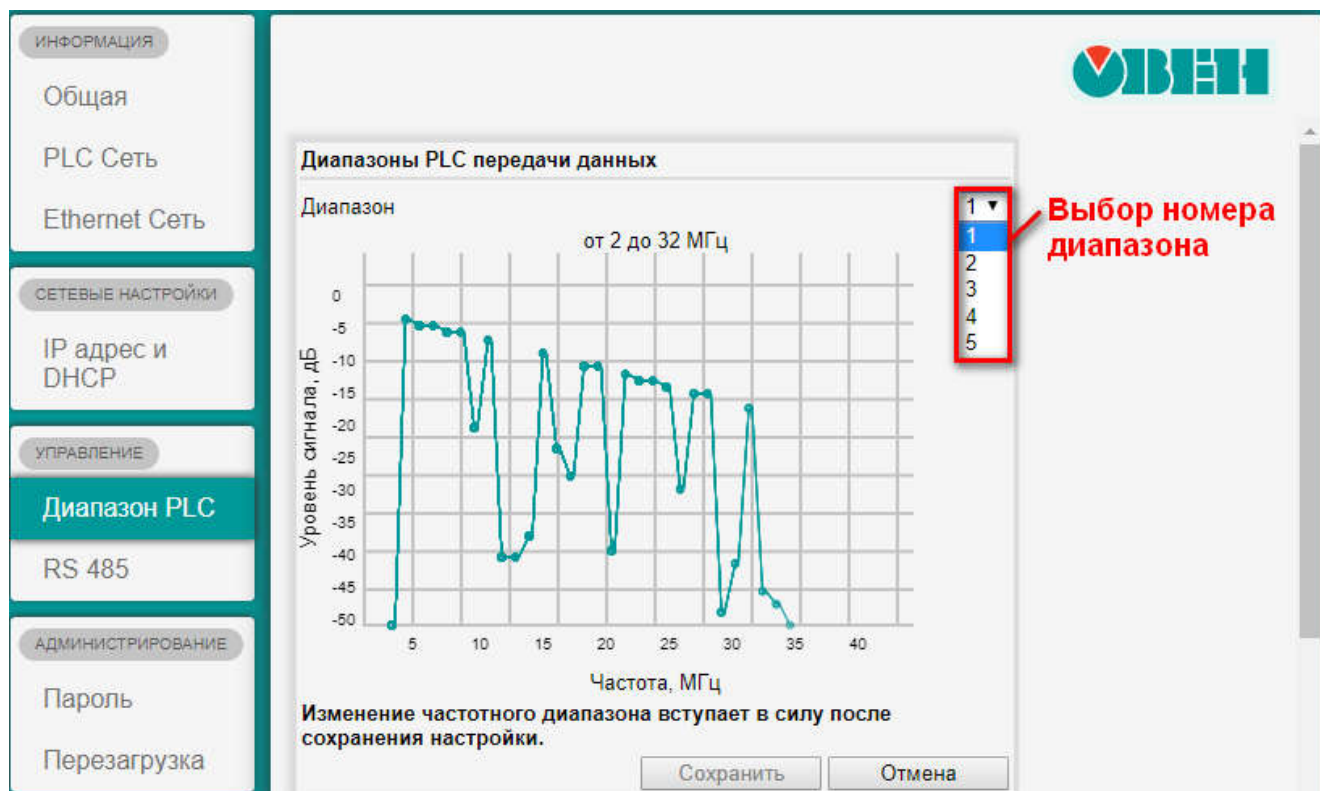 ИНФОРМАЦИЯ
Общая
PLC Сеть
Ethernet Сеть
СЕТЕВЫЕ НАСТРОЙКИ
IP адрес и
DHCP
УПРАВЛЕНИЕ
Диапазон PLC
RS 485
АДМИНИСТРИРОВАНИЕ
Пароль
Перезагрузка
ОВЕН
Диапазоны PLC передачи данных
Диапазон
1
1
2
3
4
5
Выбор номера
диапазона
от 2 до 32 МГц
Уровень сигнала, дБ
0
-5
-10
-15
-20
-25
-30
-35
-40
-45
-50
5 10 15 20 25 30 35 40
Частота, МГц
Изменение частотного диапазона вступает в силу после
сохранения настройки.
Сохранить Отмена